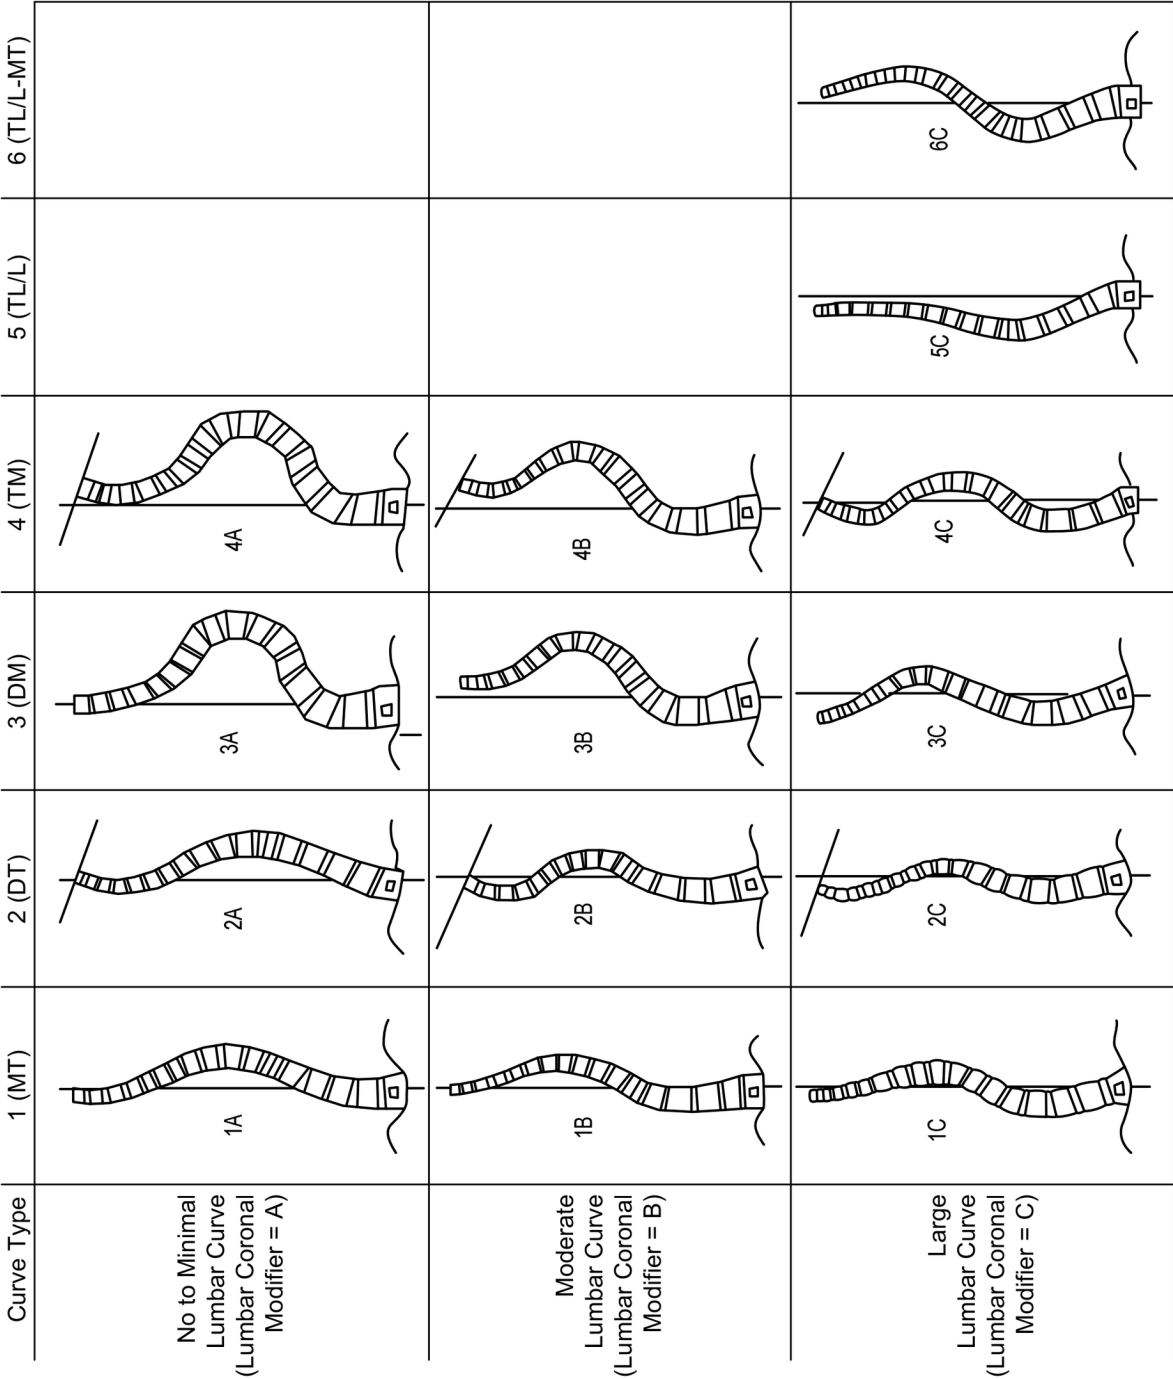 Curve Type
1 (MT)
2 (DT)
3 (DM)
4 (TM)
5 (TL/L)
6 (TL/L-MT)
No to Minimal
Lumbar Curve
(Lumbar Coronal
Modifier = A)
1A
2A
3A
4A
Moderate
Lumbar Curve
(Lumbar Coronal
Modifier = B)
1B
2B
3B
4B
Large
Lumbar Curve
(Lumbar Coronal
Modifier = C)
1C
2C
3C
4C
5C
6C